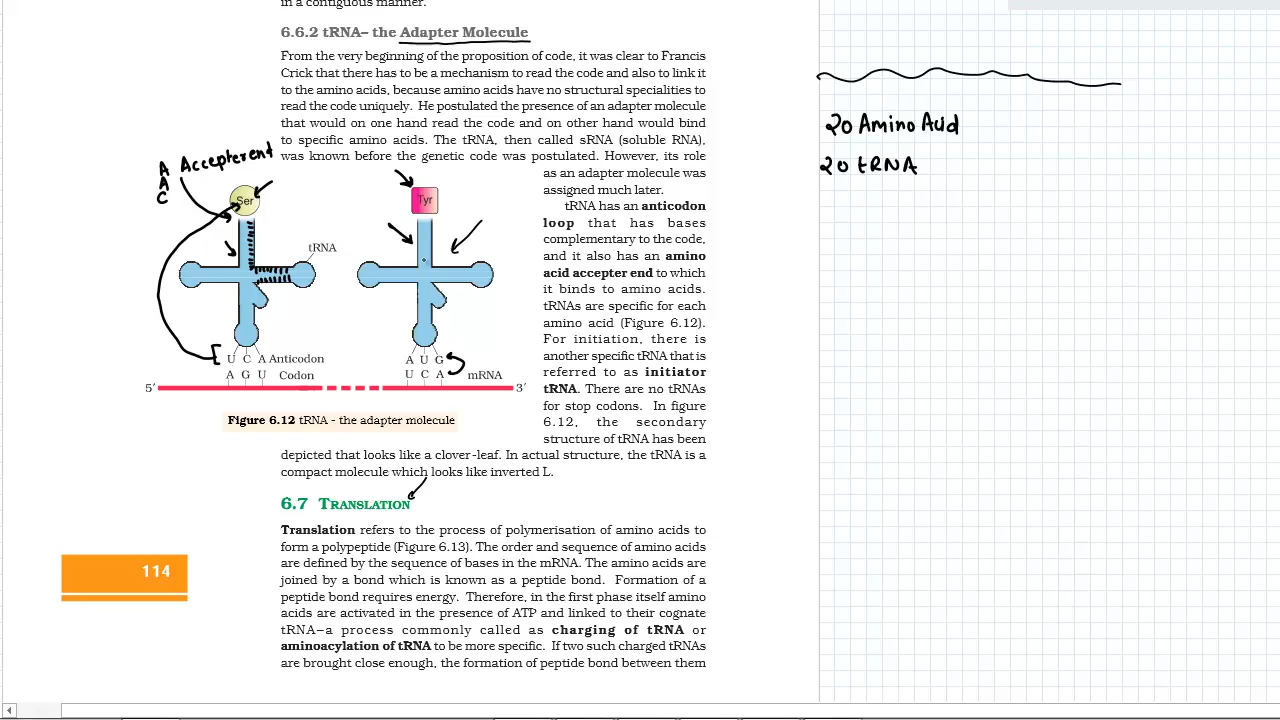 in a contiguous manner.
6.6.2 tRNA– the Adapter Molecule
From the very beginning of the proposition of code, it was clear to Francis
Crick that there has to be a mechanism to read the code and also to link it
to the amino acids, because amino acids have no structural specialities to
read the code uniquely. He postulated the presence of an adapter molecule
that would on one hand read the code and on other hand would bind
to specific amino acids. The tRNA, then called sRNA (soluble RNA),
was known before the genetic code was postulated. However, its role
as an adapter molecule was
assigned much later.
tRNA has an anticodon
loop that has bases
complementary to the code,
and it also has an amino
acid accepter end to which
it binds to amino acids.
tRNAs are specific for each
amino acid (Figure 6.12).
For initiation, there is
another specific tRNA that is
referred to as initiator
tRNA. There are no tRNAs
for stop codons. In figure
6.12, the secondary
structure of tRNA has been
depicted that looks like a clover-leaf. In actual structure, the tRNA is a
compact molecule which looks like inverted L.
A Accepter end
A
C
Ser
Tyr
tRNA
U C A Anticodon
A U G
A G U Codon
U C A mRNA
5′ 3′
Figure 6.12 tRNA - the adapter molecule
6.7 TRANSLATION
Translation refers to the process of polymerisation of amino acids to
form a polypeptide (Figure 6.13). The order and sequence of amino acids
are defined by the sequence of bases in the mRNA. The amino acids are
joined by a bond which is known as a peptide bond. Formation of a
peptide bond requires energy. Therefore, in the first phase itself amino
acids are activated in the presence of ATP and linked to their cognate
tRNA–a process commonly called as charging of tRNA or
aminoacylation of tRNA to be more specific. If two such charged tRNAs
are brought close enough, the formation of peptide bond between them
114
20 Amino Acid
20 tRNA